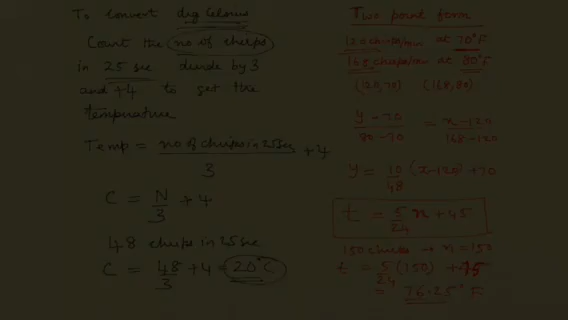 To convert deg Celsius
Count the no of chirps
in 25 sec divide by 3
and +4 to get the
temperature
Temp = no of chirps in 25 sec + 4
3
C = N + 4
3
48 chirps in 25 sec
C = 48 + 4 = 20°C
3
Two point form
120 chirps/min at 70°F
168 chirps/min at 80°F
(120,70) (168,80)
y-70 = x-120
80-70 168-120
y = 10 (x-120) +70
48
t = 5 n + 45
24
150 chirps → n = 150
t = 5 (150) + 45
24
= 76.25°F